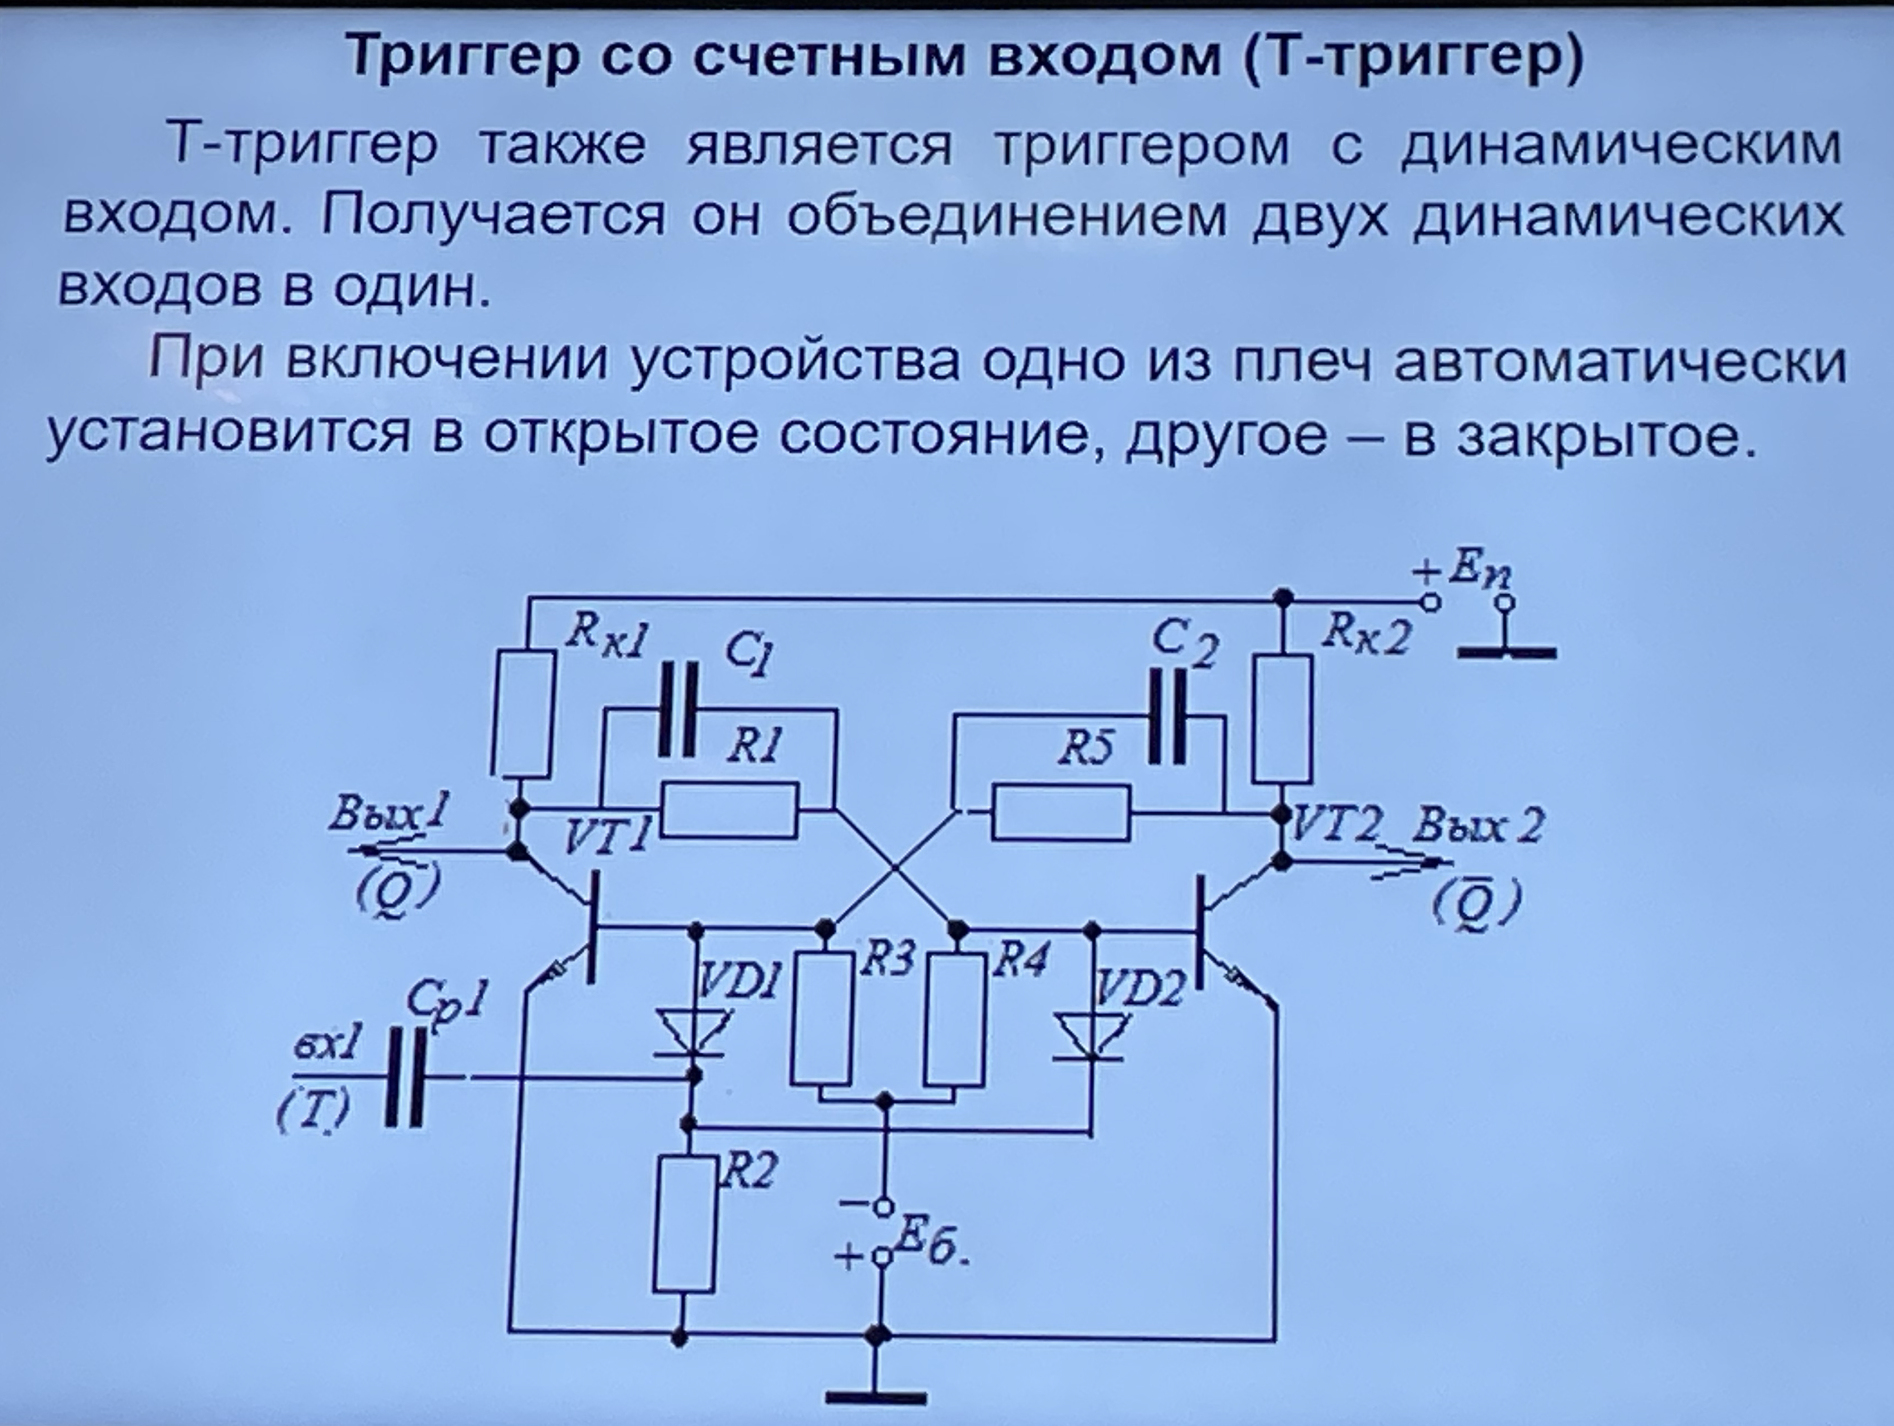 Триггер со счетным входом (Т-триггер)
Т-триггер также является триггером с динамическим
входом. Получается он объединением двух динамических
входов в один.
При включении устройства одно из плеч автоматически
установится в открытое состояние, другое – в закрытое.
+Eп
Rк1
C1
C2
Rк2
R1
R5
Вых1
VT1
VT2
Вых 2
(Q)
(Q̅)
R3
R4
VD1
VD2
Cр1
вх1
(T)
R2
−
+
Eб.